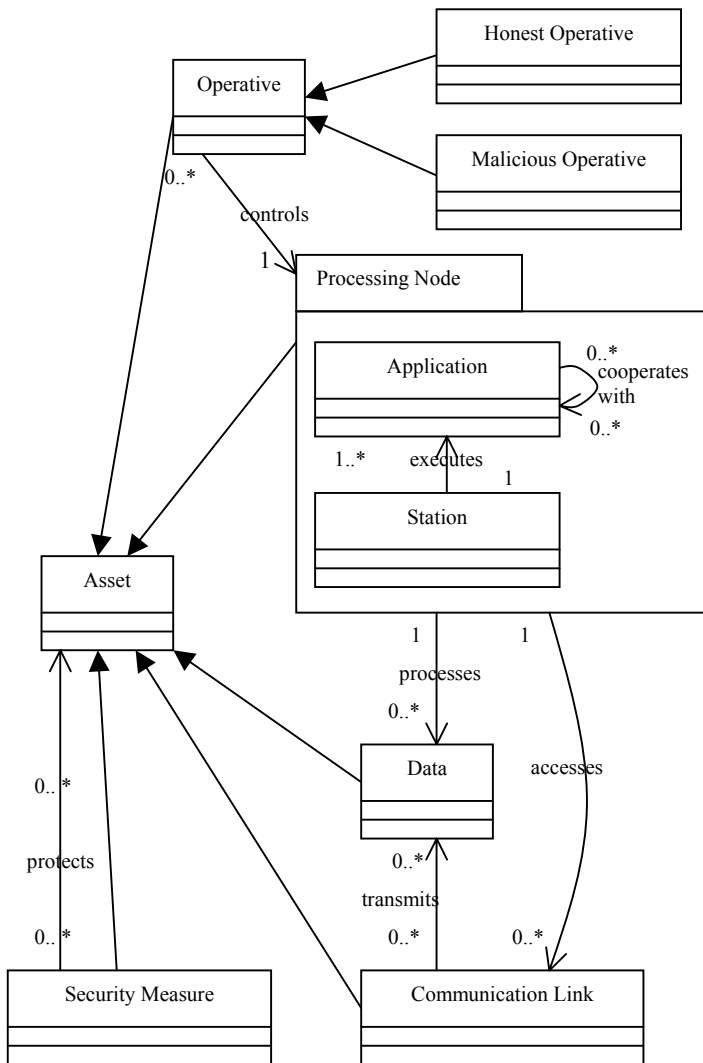 Honest Operative
Operative
Malicious Operative
0..*
controls
1
Processing Node
Application
0..*
cooperates
with
0..*
1..*
executes
1
Station
Asset
1
1
processes
0..*
Data
accesses
0..*
0..*
protects
transmits
0..*
0..*
0..*
Security Measure
Communication Link